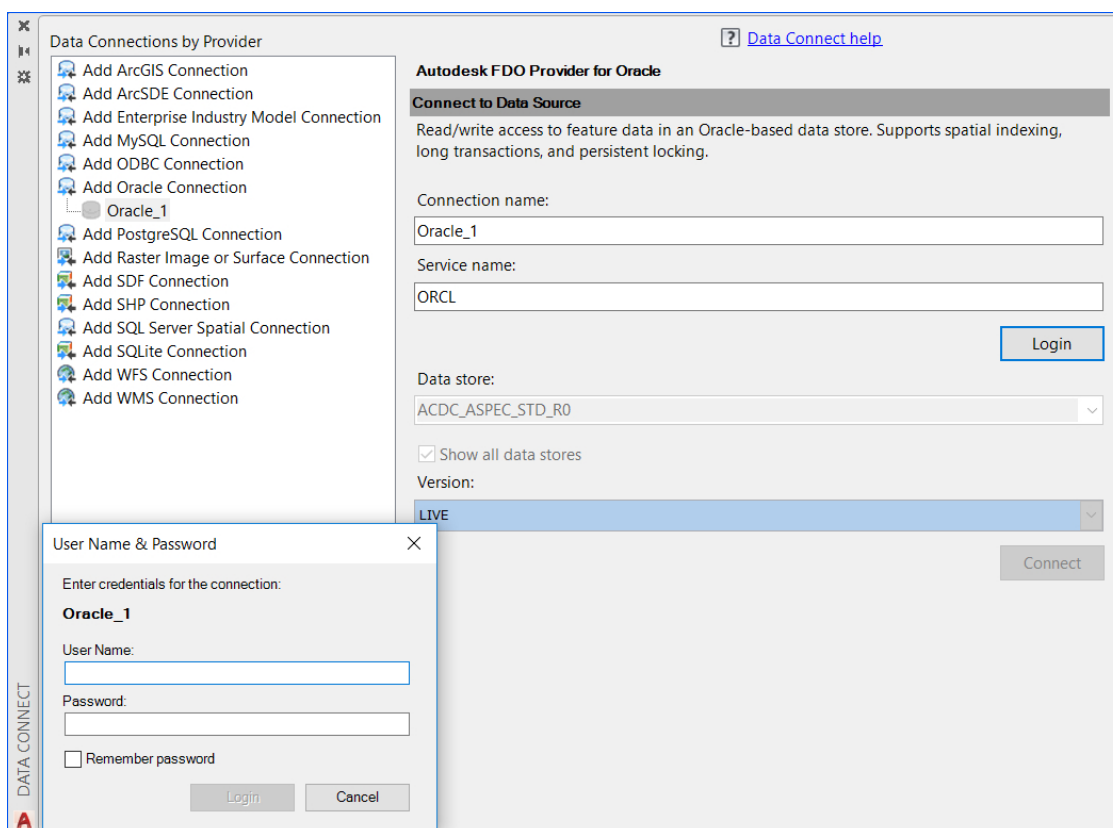 Data Connections by Provider
Add ArcGIS Connection
Add ArcSDE Connection
Add Enterprise Industry Model Connection
Add MySQL Connection
Add ODBC Connection
Add Oracle Connection
Oracle_1
Add PostgreSQL Connection
Add Raster Image or Surface Connection
Add SDF Connection
Add SHP Connection
Add SQL Server Spatial Connection
Add SQLite Connection
Add WFS Connection
Add WMS Connection
? Data Connect help
Autodesk FDO Provider for Oracle
Connect to Data Source
Read/write access to feature data in an Oracle-based data store. Supports spatial indexing,
long transactions, and persistent locking.
Connection name:
Oracle_1
Service name:
ORCL
Login
Data store:
ACDC_ASPEC_STD_R0
Show all data stores
Version:
LIVE
Connect
User Name & Password
Enter credentials for the connection:
Oracle_1
User Name:
Password:
Remember password
Login
Cancel
DATA CONNECT
A